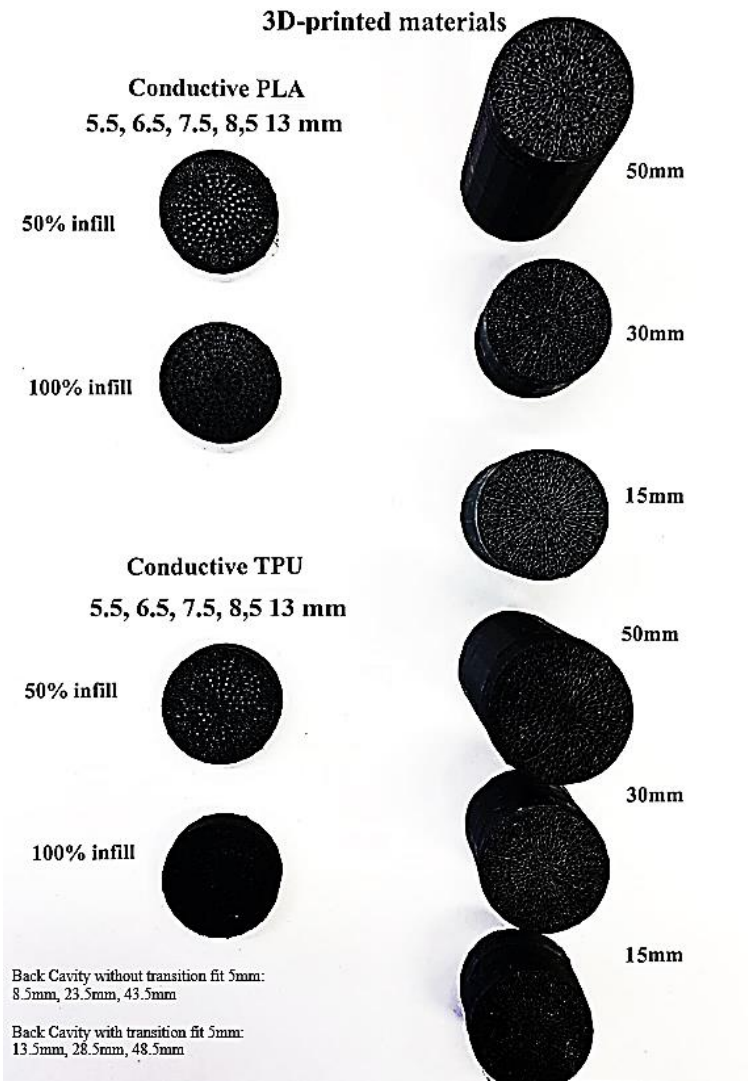 3D-printed materials
Conductive PLA
5.5, 6.5, 7.5, 8,5 13 mm
50% infill
100% infill
50mm
30mm
15mm
Conductive TPU
5.5, 6.5, 7.5, 8,5 13 mm
50% infill
100% infill
50mm
30mm
15mm
Back Cavity without transition fit 5mm:
8.5mm, 23.5mm, 43.5mm
Back Cavity with transition fit 5mm:
13.5mm, 28.5mm, 48.5mm